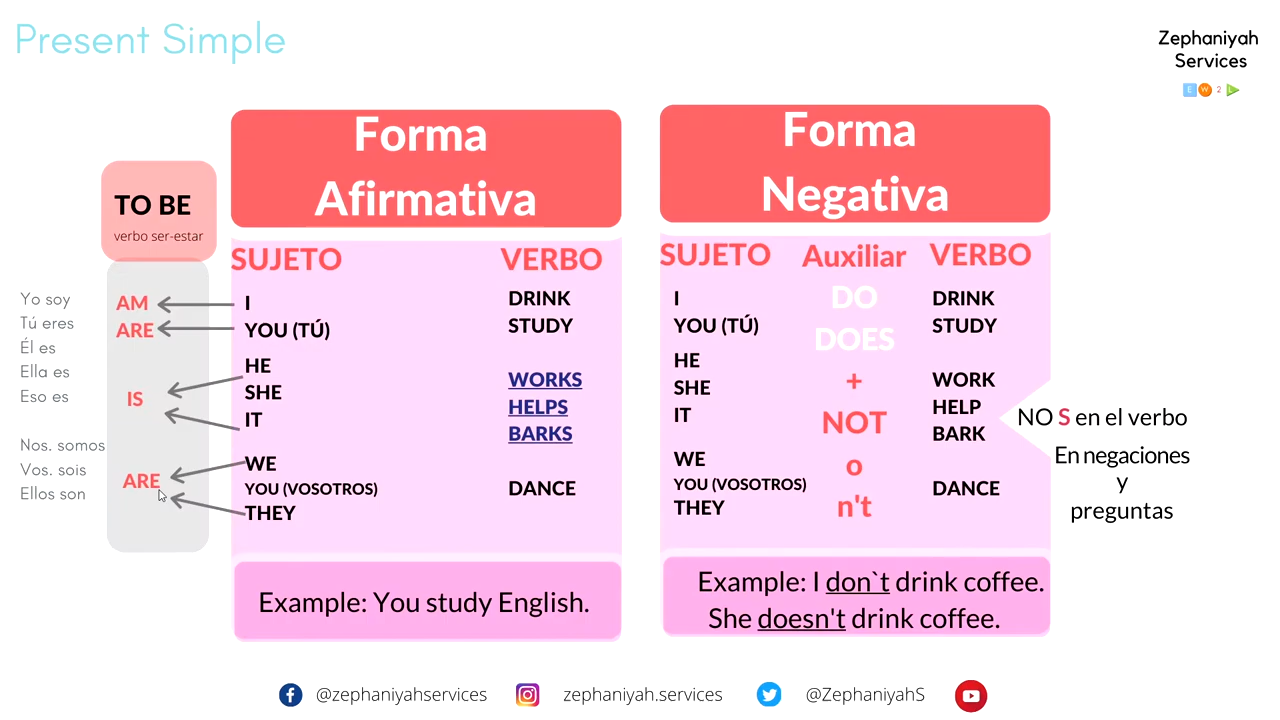 Present Simple
Zephaniyah
Services
E W 2
TO BE
verbo ser-estar
Yo soy
Tú eres
Él es
Ella es
Eso es
Nos. somos
Vos. sois
Ellos son
AM
ARE
IS
ARE
Forma
Afirmativa
SUJETO VERBO
I DRINK
YOU (TÚ) STUDY
HE
SHE WORKS
IT HELPS
BARKS
WE
YOU (VOSOTROS) DANCE
THEY
Example: You study English.
Forma
Negativa
SUJETO Auxiliar VERBO
I DO DRINK
YOU (TÚ) DOES STUDY
HE
SHE + WORK
IT NOT HELP
BARK
WE o
YOU (VOSOTROS) n't DANCE
THEY
Example: I don`t drink coffee.
She doesn't drink coffee.
NO S en el verbo
En negaciones
y
preguntas
@zephaniyahservices zephaniyah.services @ZephaniyahS